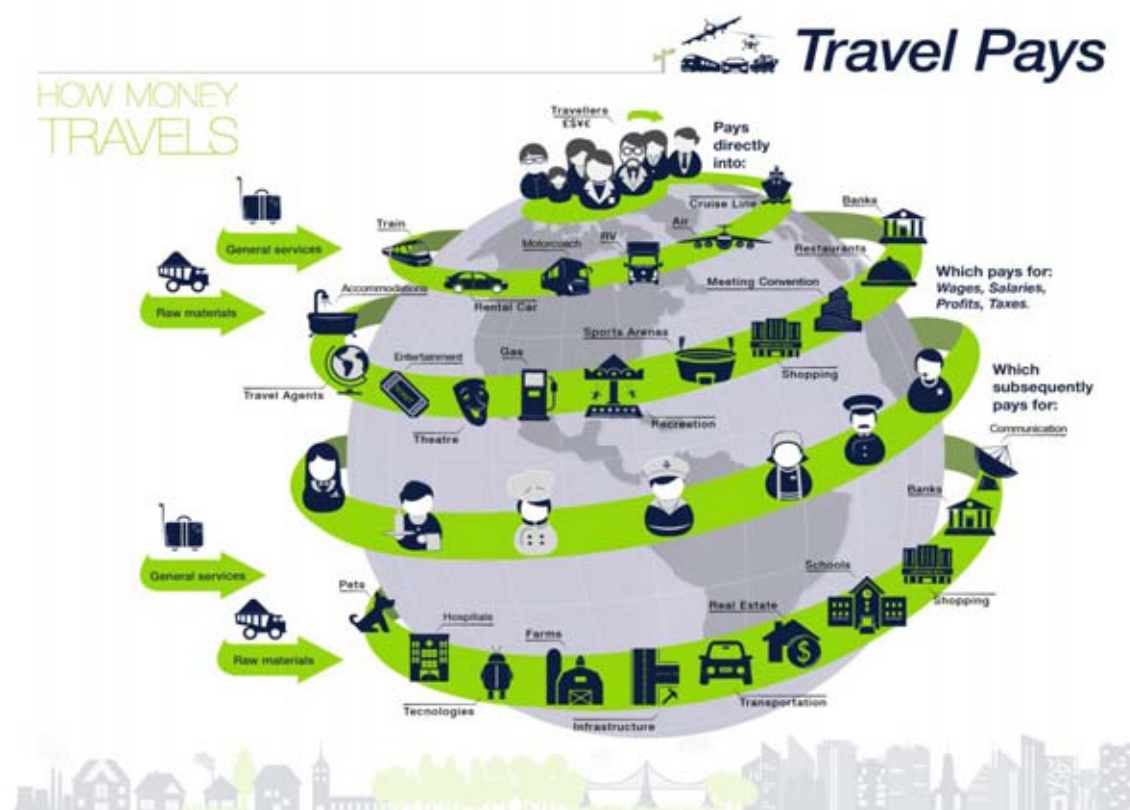 Travel Pays
HOW MONEY
TRAVELS
Travellers
£$¥€
Pays
directly
into:
Cruise Line
Air
RV
Motorcoach
Train
Rental Car
General services
Raw materials
Banks
Restaurants
Meeting Convention
Shopping
Sports Arenas
Recreation
Gas
Theatre
Entertainment
Travel Agents
Accommodations
Which pays for:
Wages, Salaries,
Profits, Taxes.
Which
subsequently
pays for:
Communication
Banks
Shopping
Schools
Real Estate
Transportation
Infrastructure
Farms
Tecnologies
Hospitals
Pets
General services
Raw materials